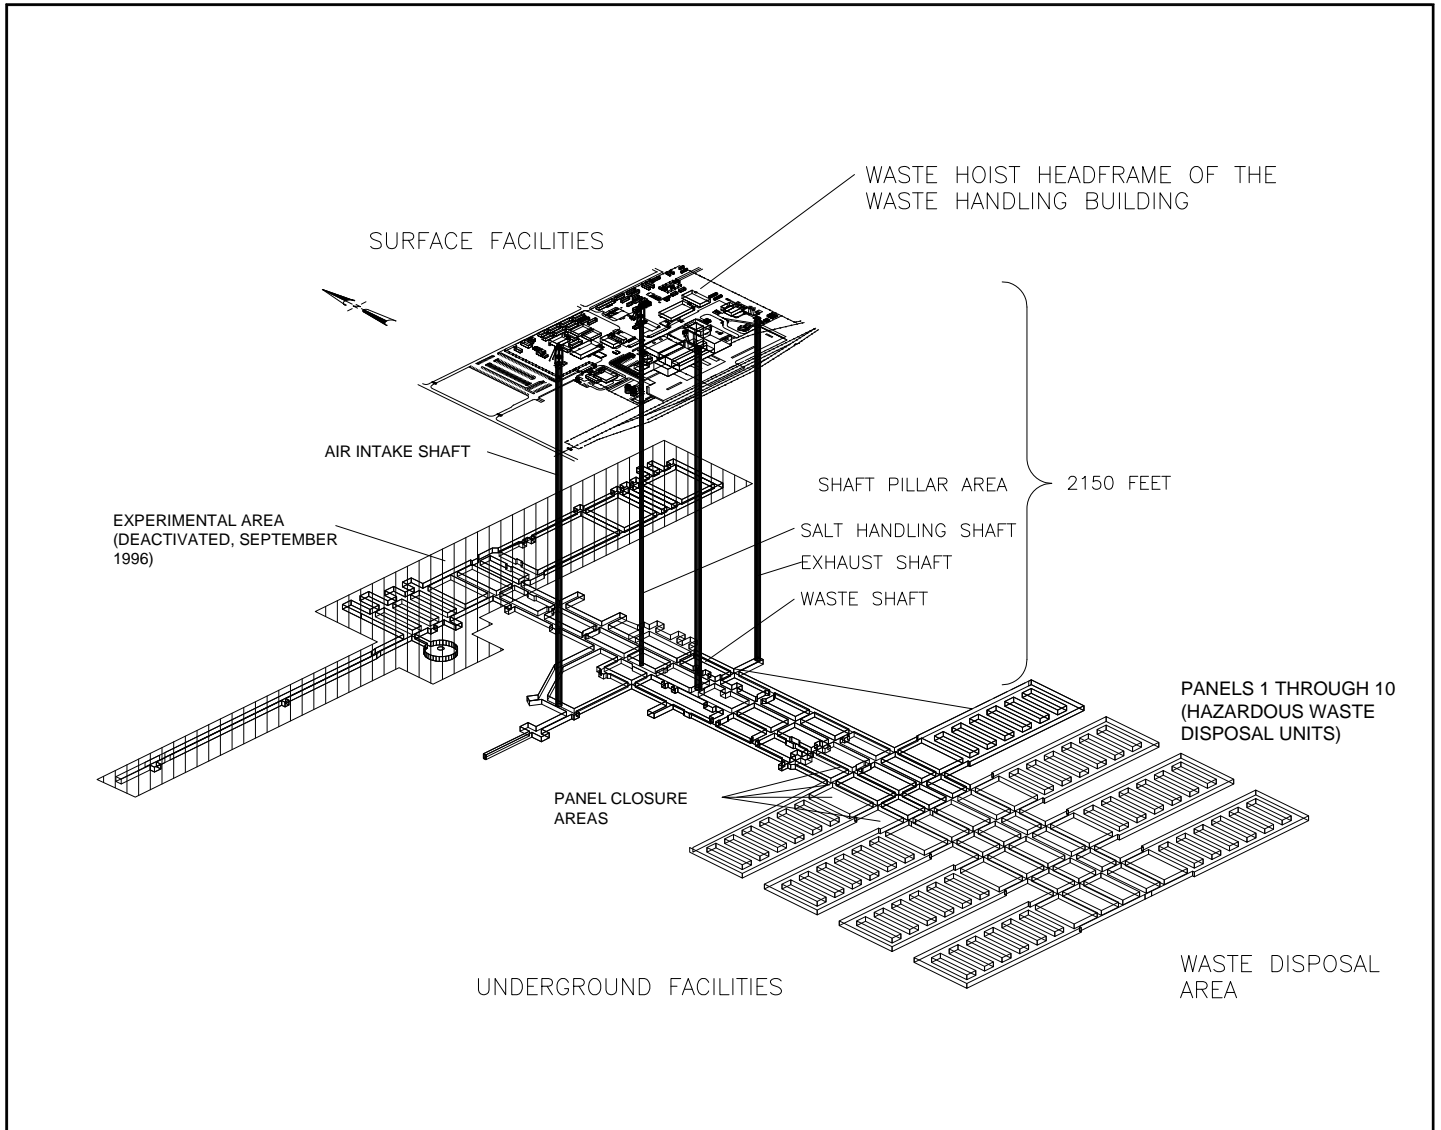 WASTE HOIST HEADFRAME OF THE
WASTE HANDLING BUILDING
SURFACE FACILITIES
AIR INTAKE SHAFT
SHAFT PILLAR AREA
2150 FEET
EXPERIMENTAL AREA
(DEACTIVATED, SEPTEMBER
1996)
SALT HANDLING SHAFT
EXHAUST SHAFT
WASTE SHAFT
PANELS 1 THROUGH 10
(HAZARDOUS WASTE
DISPOSAL UNITS)
PANEL CLOSURE
AREAS
UNDERGROUND FACILITIES
WASTE DISPOSAL
AREA